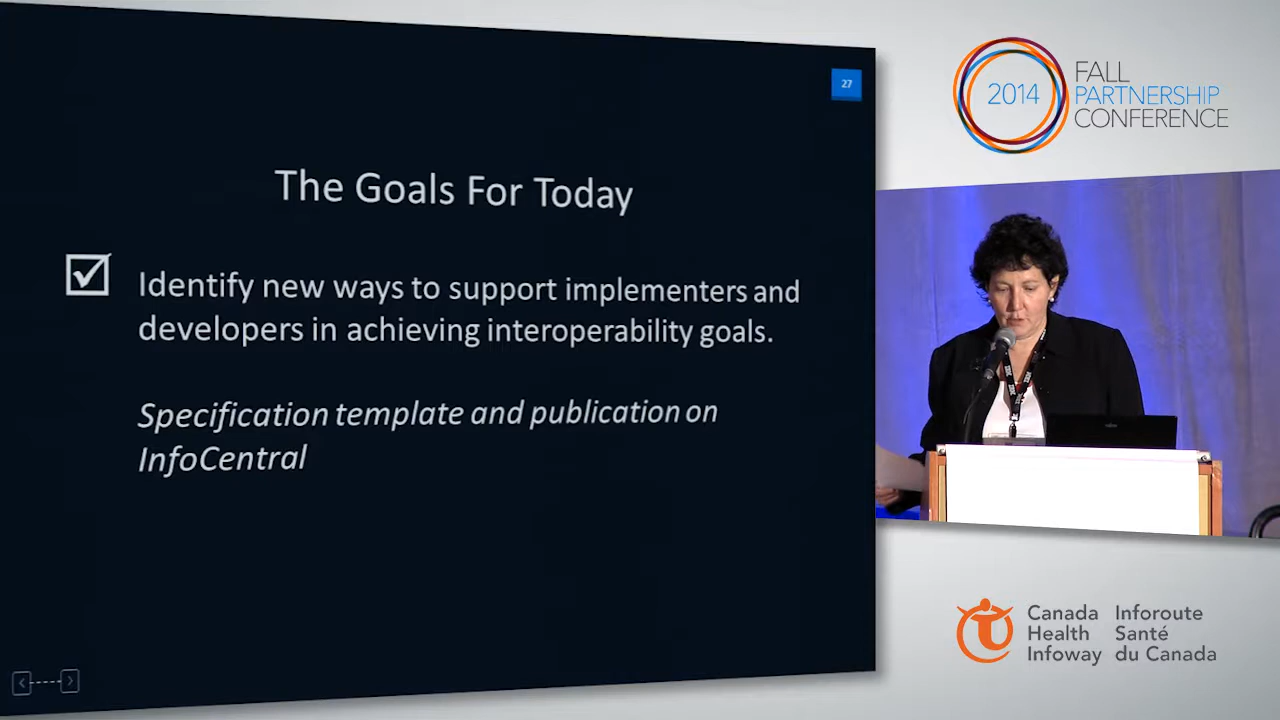 27
The Goals For Today
Identify new ways to support implementers and
developers in achieving interoperability goals.
Specification template and publication on
InfoCentral
2014
FALL
PARTNERSHIP
CONFERENCE
Canada
Health
Infoway
Inforoute
Santé
du Canada